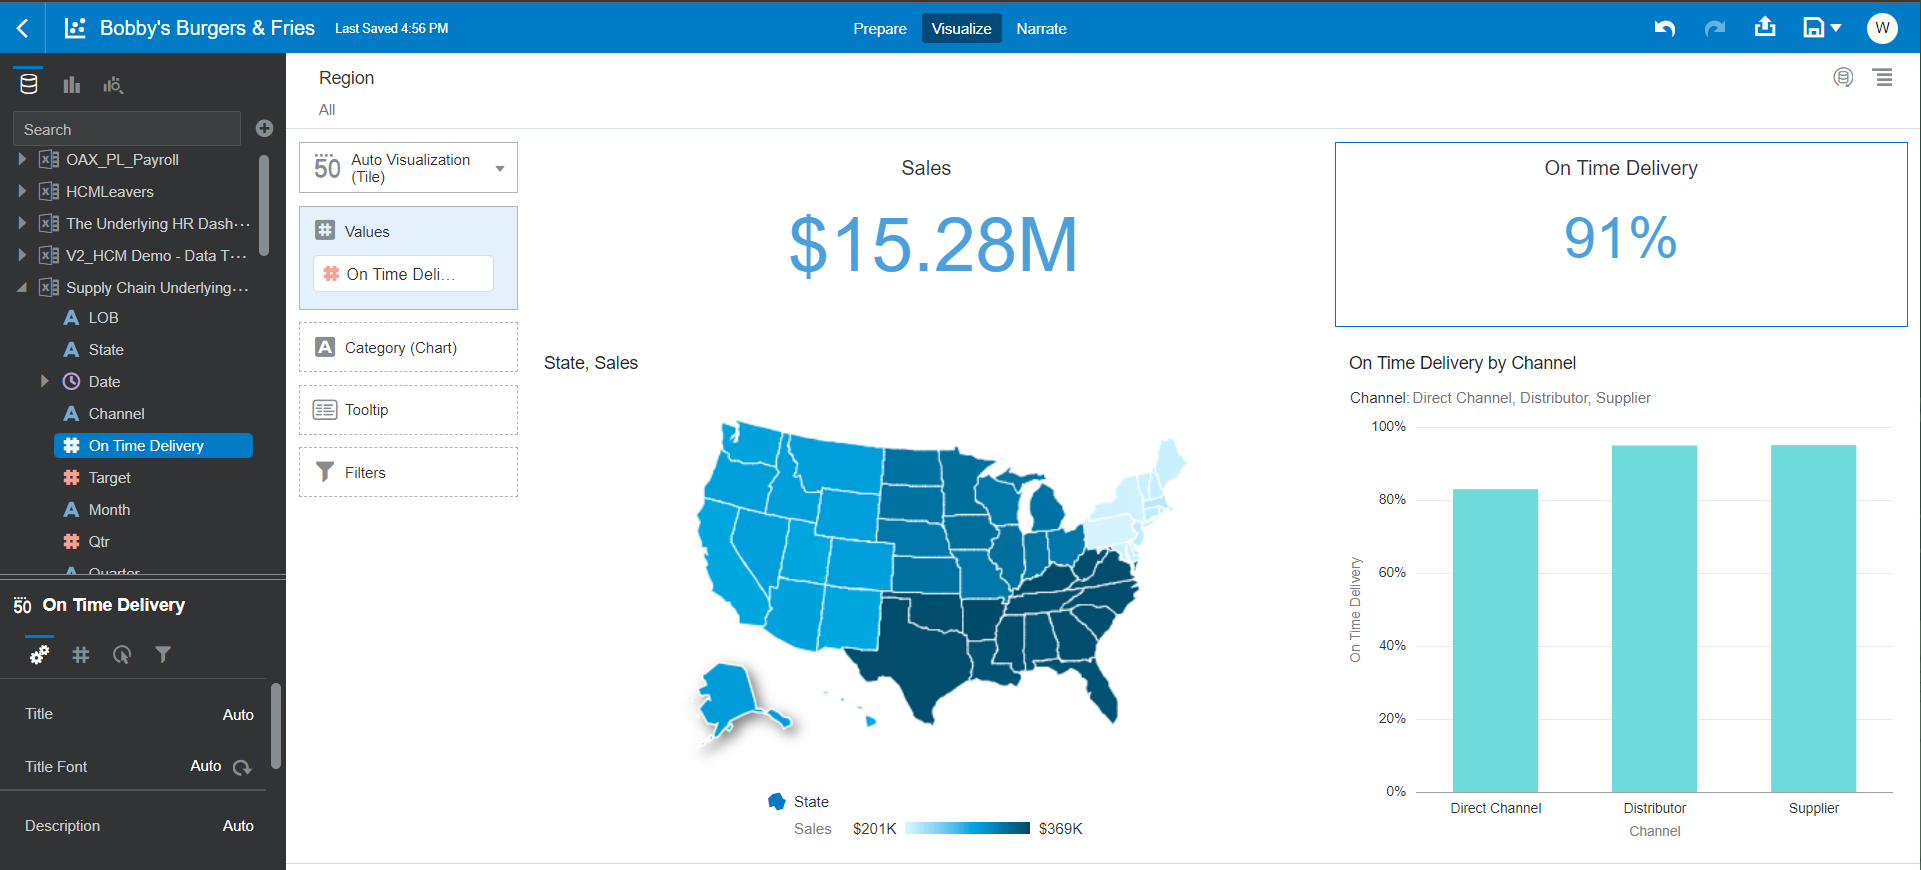 Bobby's Burgers & Fries
Last Saved 4:56 PM
Prepare
Visualize
Narrate
W
Search
OAX_PL_Payroll
HCMLeavers
The Underlying HR Dash···
V2_HCM Demo - Data T···
Supply Chain Underlying···
LOB
State
Date
Channel
On Time Delivery
Target
Month
Qtr
Quarter
50 On Time Delivery
Title Auto
Title Font Auto
Description Auto
Region
All
50 Auto Visualization
(Tile)
Values
On Time Deli...
Category (Chart)
Tooltip
Filters
Sales
$15.28M
On Time Delivery
91%
State, Sales
State
Sales $201K $369K
On Time Delivery by Channel
Channel: Direct Channel, Distributor, Supplier
On Time Delivery
100%
80%
60%
40%
20%
0%
Direct Channel Distributor Supplier
Channel